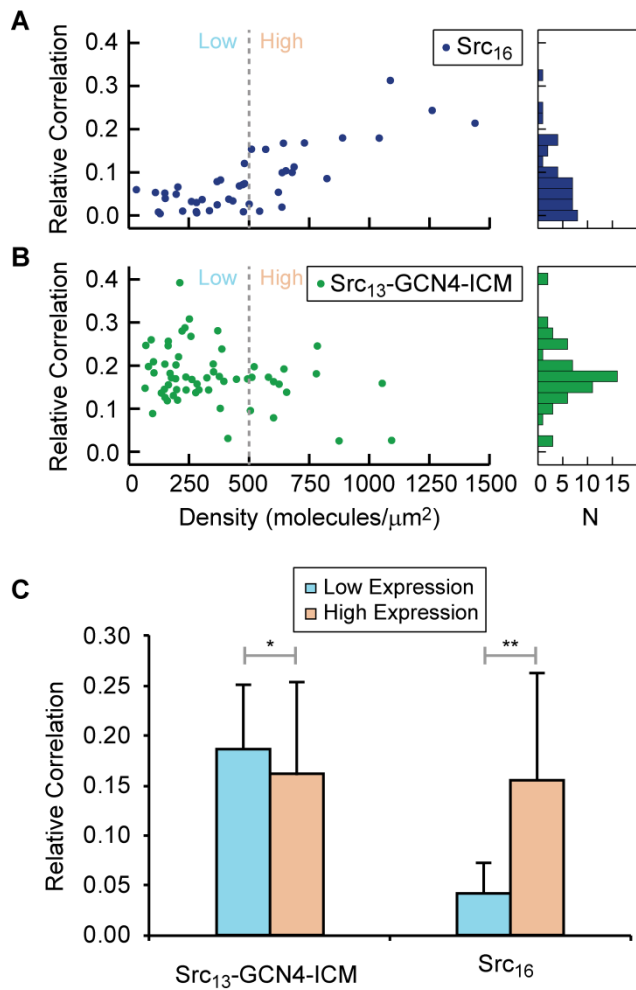 A
Low
High
Src16
Relative Correlation
0.4
0.3
0.2
0.1
0.0
B
Low
High
Src13-GCN4-ICM
Relative Correlation
0.4
0.3
0.2
0.1
0.0
0 250 500 750 1000 1250 1500
Density (molecules/μm²)
0 5 10 15
N
C
Low Expression
High Expression
Relative Correlation
0.30
0.25
0.20
0.15
0.10
0.05
0.00
*
**
Src13-GCN4-ICM
Src16